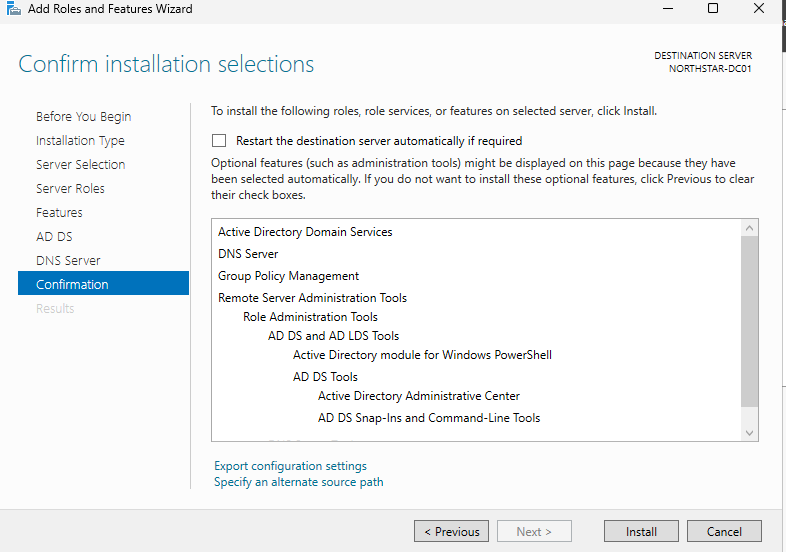 Add Roles and Features Wizard
Confirm installation selections
DESTINATION SERVER
NORTHSTAR-DC01
Before You Begin
Installation Type
Server Selection
Server Roles
Features
AD DS
DNS Server
Confirmation
Results
To install the following roles, role services, or features on selected server, click Install.
Restart the destination server automatically if required
Optional features (such as administration tools) might be displayed on this page because they have
been selected automatically. If you do not want to install these optional features, click Previous to clear
their check boxes.
Active Directory Domain Services
DNS Server
Group Policy Management
Remote Server Administration Tools
Role Administration Tools
AD DS and AD LDS Tools
Active Directory module for Windows PowerShell
AD DS Tools
Active Directory Administrative Center
AD DS Snap-Ins and Command-Line Tools
Export configuration settings
Specify an alternate source path
< Previous
Next >
Install
Cancel